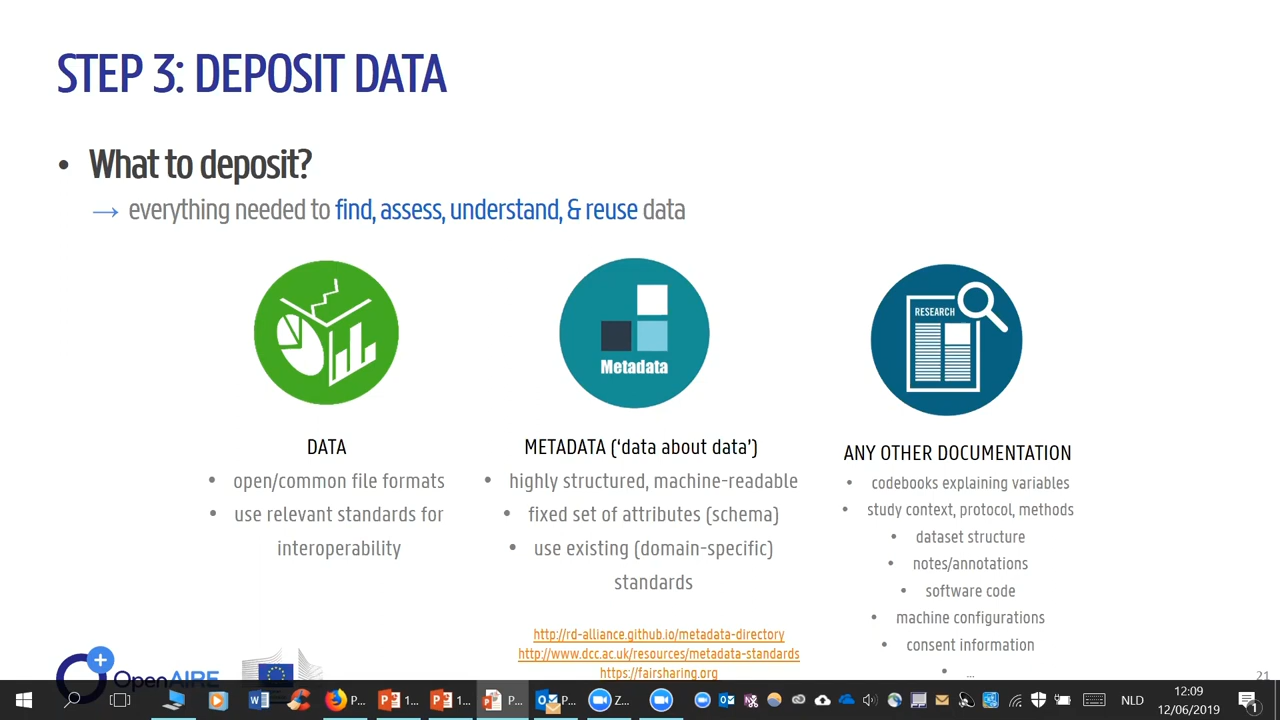 STEP 3: DEPOSIT DATA
• What to deposit?
→ everything needed to find, assess, understand, & reuse data
Metadata
RESEARCH
DATA
• open/common file formats
• use relevant standards for
interoperability
METADATA (‘data about data’)
• highly structured, machine-readable
• fixed set of attributes (schema)
• use existing (domain-specific)
standards
http://rd-alliance.github.io/metadata-directory
http://www.dcc.ac.uk/resources/metadata-standards
https://fairsharing.org
ANY OTHER DOCUMENTATION
• codebooks explaining variables
• study context, protocol, methods
• dataset structure
• notes/annotations
• software code
• machine configurations
• consent information
• ...
OpenAIRE
21
P...
1...
1...
P...
P...
Z...
NLD
12:09
12/06/2019
1